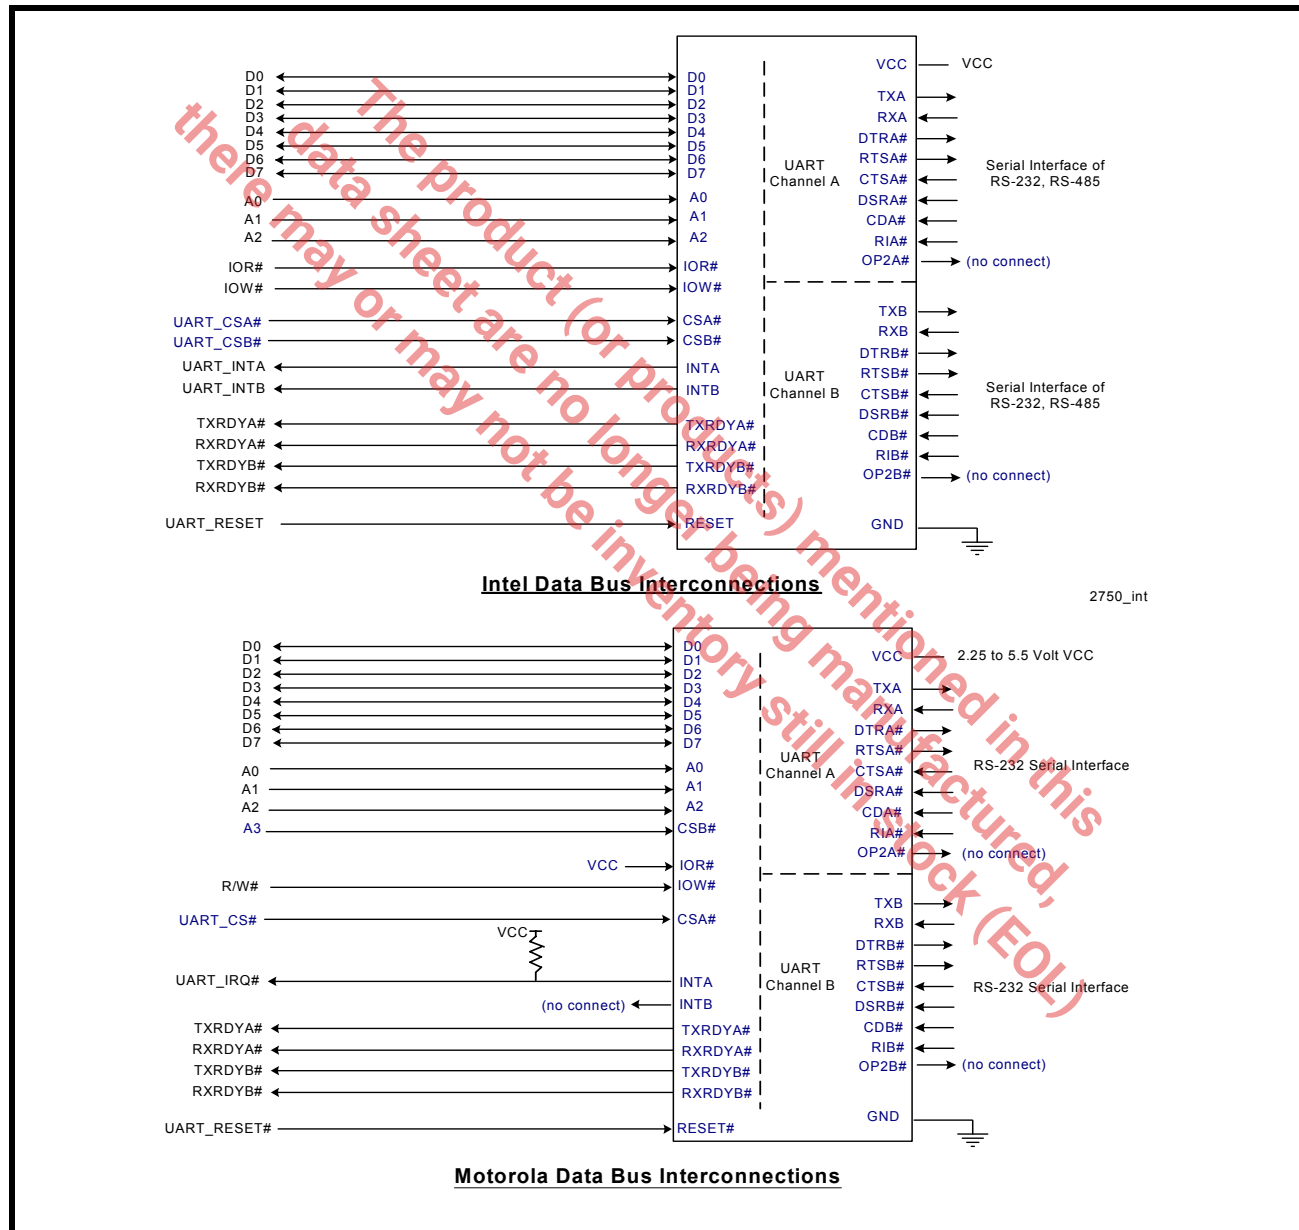 VCC VCC
D0 D0
D1 D1
D2 D2
D3 D3
D4 D4
D5 D5
D6 D6
D7 D7
TXA
RXA
DTRA#
RTSA#
CTSA#
DSRA#
CDA#
RIA#
OP2A# (no connect)
UART
Channel A
Serial Interface of
RS-232, RS-485
A0 A0
A1 A1
A2 A2
IOR# IOR#
IOW# IOW#
UART_CSA# CSA#
UART_CSB# CSB#
UART_INTA INTA
UART_INTB INTB
TXRDYA# TXRDYA#
RXRDYA# RXRDYA#
TXRDYB# TXRDYB#
RXRDYB# RXRDYB#
UART_RESET RESET
TXB
RXB
DTRB#
RTSB#
CTSB#
DSRB#
CDB#
RIB#
OP2B# (no connect)
UART
Channel B
Serial Interface of
RS-232, RS-485
GND
Intel Data Bus Interconnections
2750_int
VCC 2.25 to 5.5 Volt VCC
D0 D0
D1 D1
D2 D2
D3 D3
D4 D4
D5 D5
D6 D6
D7 D7
TXA
RXA
DTRA#
RTSA#
CTSA#
DSRA#
CDA#
RIA#
OP2A# (no connect)
UART
Channel A
RS-232 Serial Interface
A0 A0
A1 A1
A2 A2
A3 CSB#
VCC IOR#
R/W# IOW#
UART_CS# CSA#
VCC
UART_IRQ# INTA
(no connect) INTB
TXRDYA# TXRDYA#
RXRDYA# RXRDYA#
TXRDYB# TXRDYB#
RXRDYB# RXRDYB#
UART_RESET# RESET#
TXB
RXB
DTRB#
RTSB#
CTSB#
DSRB#
CDB#
RIB#
OP2B# (no connect)
UART
Channel B
RS-232 Serial Interface
GND
Motorola Data Bus Interconnections
The product (or products) mentioned in this
data sheet are no longer being manufactured,
there may or may not be inventory still in stock (EOL)